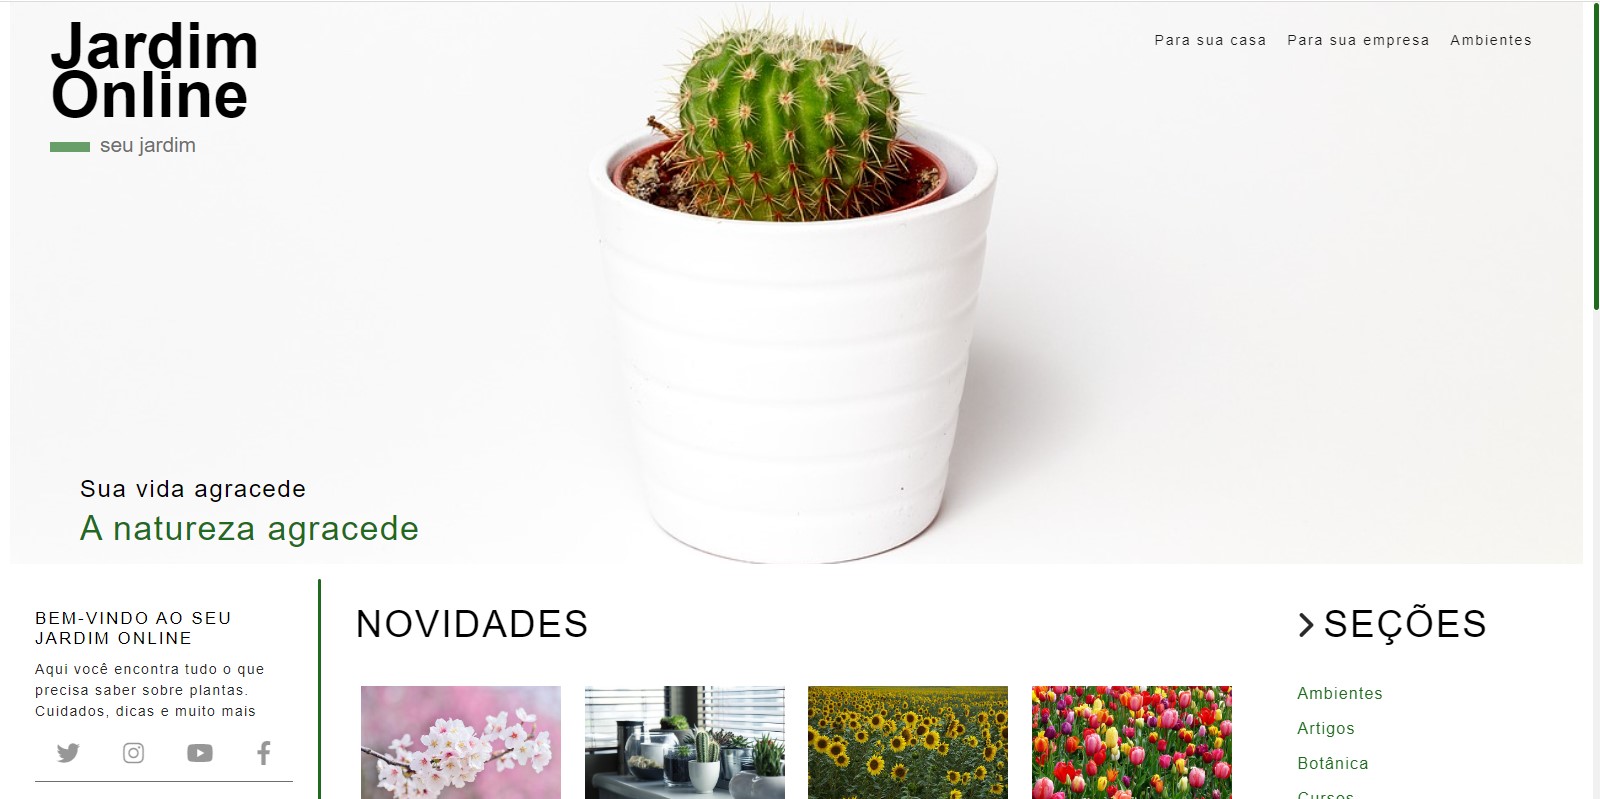 Jardim
Online
seu jardim
Para sua casa Para sua empresa Ambientes
Sua vida agracede
A natureza agracede
BEM-VINDO AO SEU
JARDIM ONLINE
Aqui você encontra tudo o que
precisa saber sobre plantas.
Cuidados, dicas e muito mais
NOVIDADES
SEÇÕES
Ambientes
Artigos
Botânica
Cursos